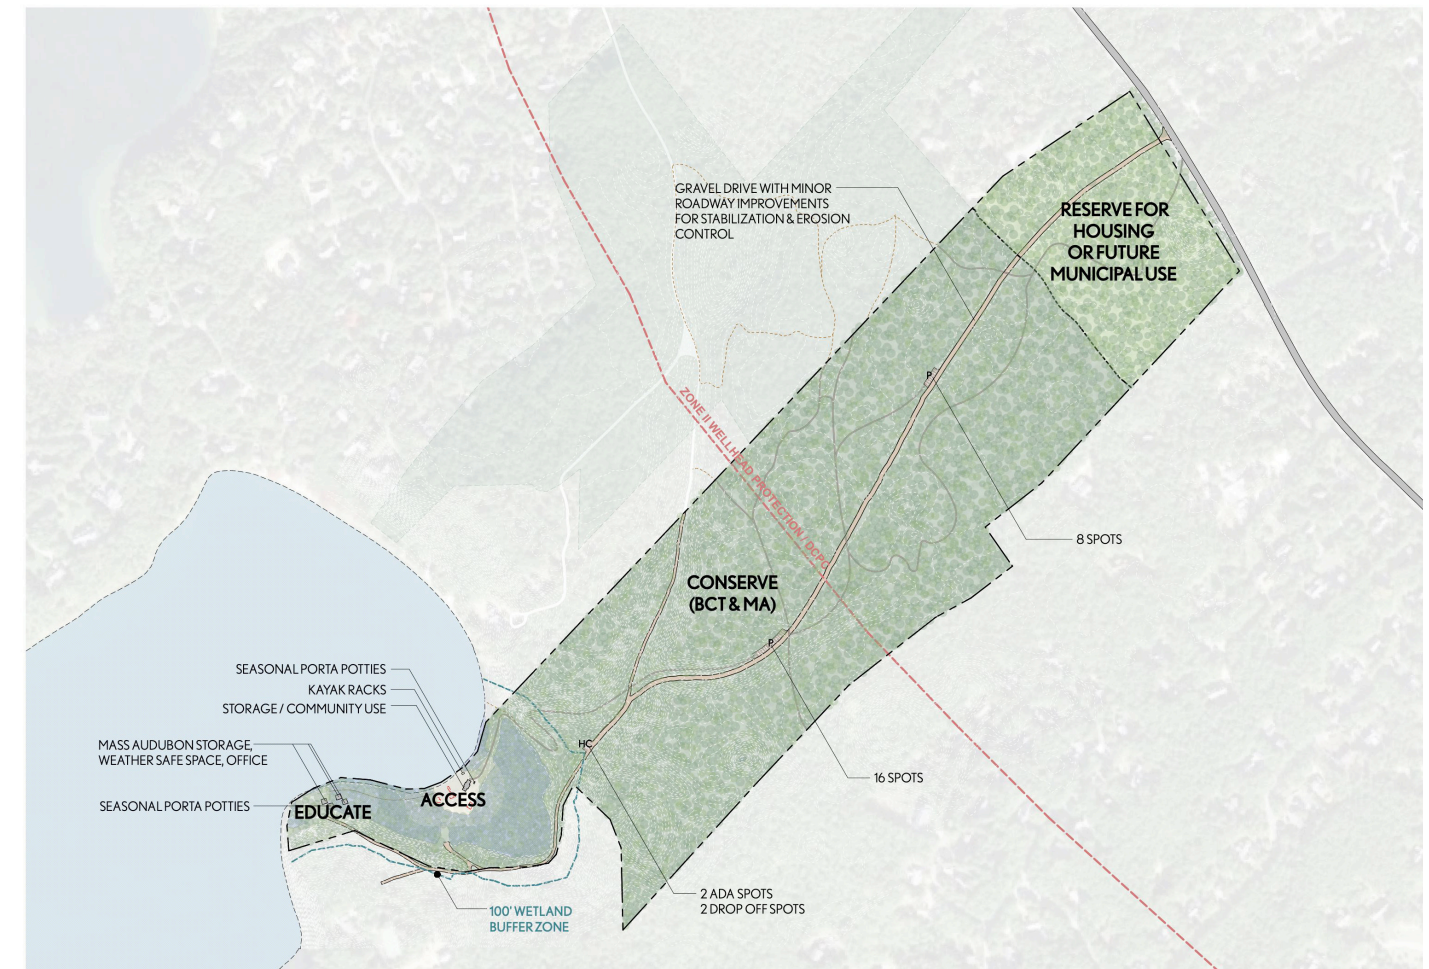 GRAVEL DRIVE WITH MINOR
ROADWAY IMPROVEMENTS
FOR STABILIZATION & EROSION
CONTROL
RESERVE FOR
HOUSING
OR FUTURE
MUNICIPAL USE
P
ZONE II WELLHEAD PROTECTION / DCPC
8 SPOTS
CONSERVE
(BCT & MA)
P
SEASONAL PORTA POTTIES
KAYAK RACKS
STORAGE / COMMUNITY USE
HC
MASS AUDUBON STORAGE,
WEATHER SAFE SPACE, OFFICE
16 SPOTS
SEASONAL PORTA POTTIES
EDUCATE
ACCESS
2 ADA SPOTS
2 DROP OFF SPOTS
100' WETLAND
BUFFER ZONE